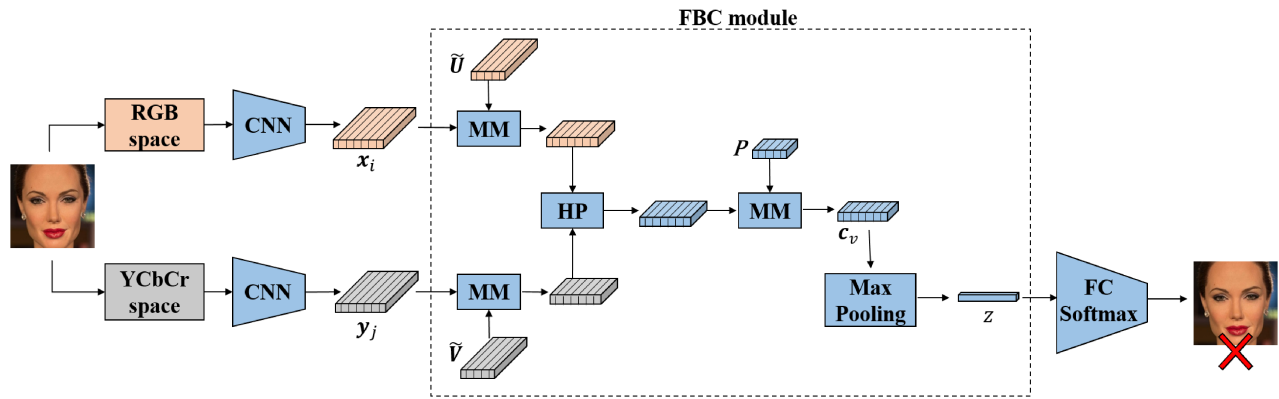 FBC module
Ũ
RGB
space
CNN
x_i
MM
P
HP
MM
c_v
YCbCr
space
CNN
y_j
MM
Ṽ
Max
Pooling
z
FC
Softmax